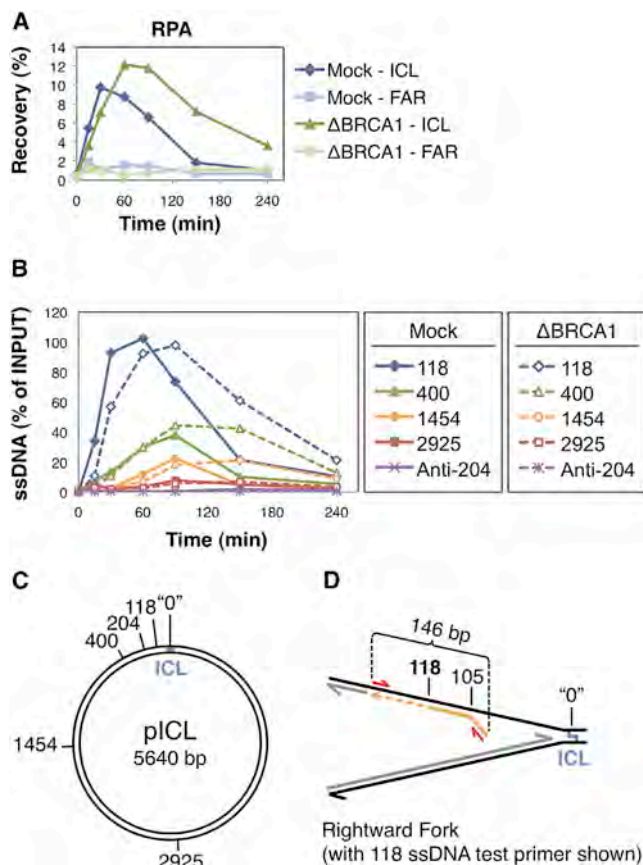 A
RPA
Recovery (%)
14
12
10
8
6
4
2
0
0 60 120 180 240
Time (min)
Mock - ICL
Mock - FAR
ΔBRCA1 - ICL
ΔBRCA1 - FAR
B
ssDNA (% of INPUT)
120
100
80
60
40
20
0
0 60 120 180 240
Time (min)
Mock
118
400
1454
2925
Anti-204
ΔBRCA1
118
400
1454
2925
Anti-204
C
118 "0"
204
400
ICL
1454
pICL
5640 bp
2925
D
146 bp
118
105
"0"
ICL
Rightward Fork
(with 118 ssDNA test primer shown)